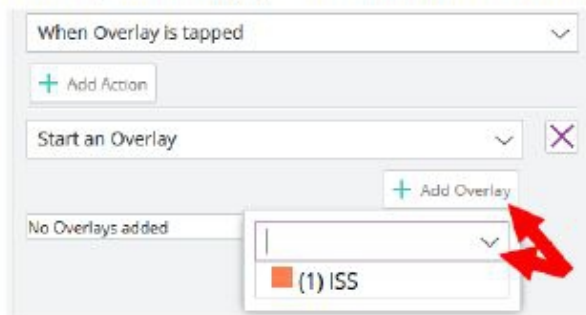 When Overlay is tapped
+ Add Action
Start an Overlay
+ Add Overlay
No Overlays added
(1) ISS